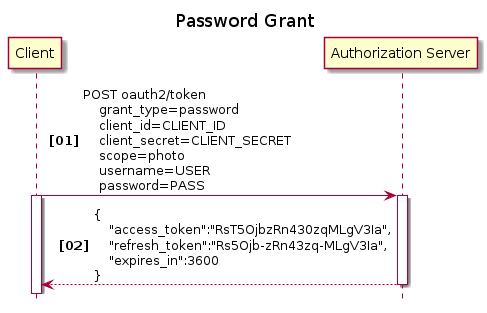 Password Grant
Client
Authorization Server
POST oauth2/token
grant_type=password
client_id=CLIENT_ID
[01]
client_secret=CLIENT_SECRET
scope=photo
username=USER
password=PASS
{
"access_token":"RsT5OjbzRn430zqMLgV3Ia",
[02]
"refresh_token":"Rs5Ojb-zRn43zq-MLgV3Ia",
"expires_in":3600
}